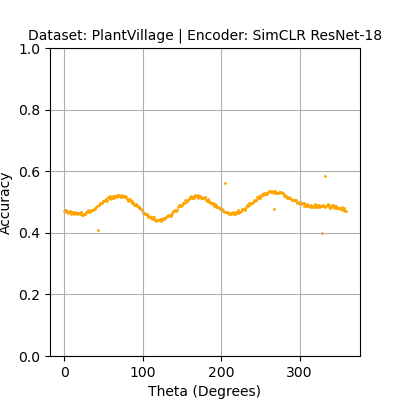 Dataset: PlantVillage | Encoder: SimCLR ResNet-18
1.0
0.8
0.6
0.4
0.2
0.0
Accuracy
0 100 200 300
Theta (Degrees)